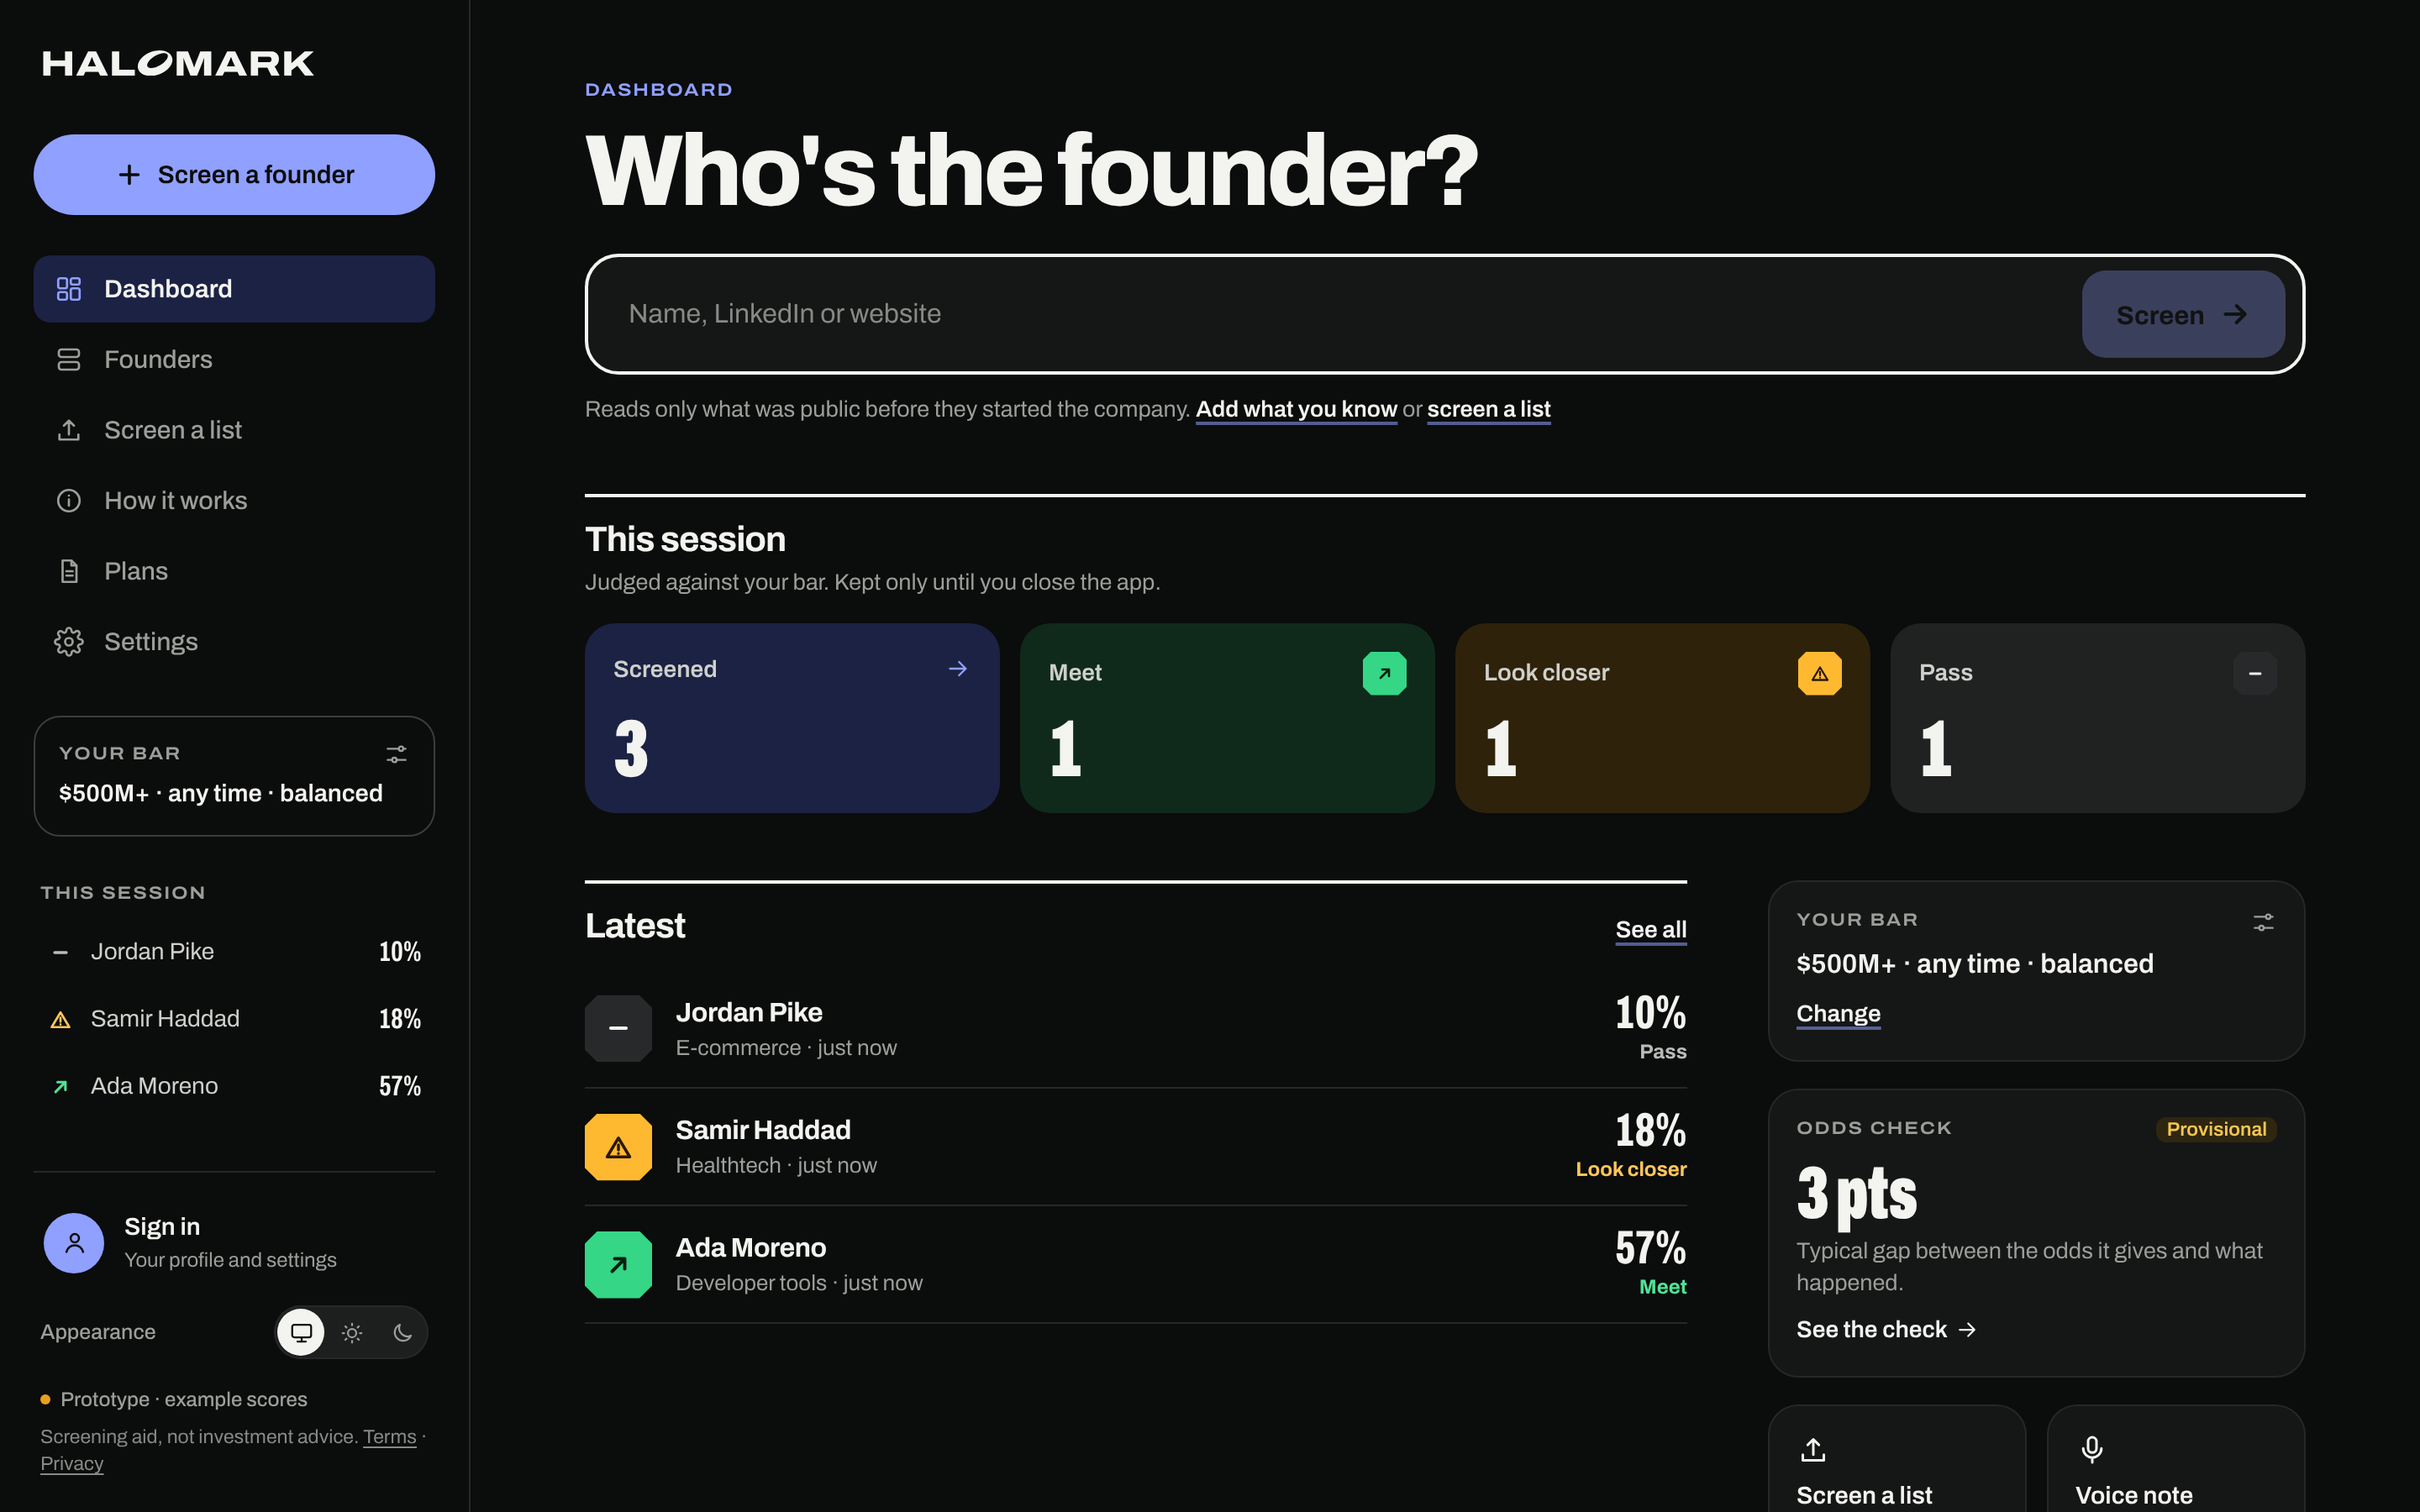 HALOMARK
Screen a founder
Dashboard
Founders
Screen a list
How it works
Plans
Settings
YOUR BAR
$500M+ · any time · balanced
THIS SESSION
Jordan Pike 10%
Samir Haddad 18%
Ada Moreno 57%
Sign in
Your profile and settings
Appearance
Prototype · example scores
Screening aid, not investment advice. Terms ·
Privacy
DASHBOARD
Who's the founder?
Name, LinkedIn or website
Screen
Reads only what was public before they started the company. Add what you know or screen a list
This session
Judged against your bar. Kept only until you close the app.
Screened
3
Meet
1
Look closer
1
Pass
1
Latest
See all
Jordan Pike
E-commerce · just now
10%
Pass
Samir Haddad
Healthtech · just now
18%
Look closer
Ada Moreno
Developer tools · just now
57%
Meet
YOUR BAR
$500M+ · any time · balanced
Change
ODDS CHECK
Provisional
3 pts
Typical gap between the odds it gives and what
happened.
See the check
Screen a list
Voice note